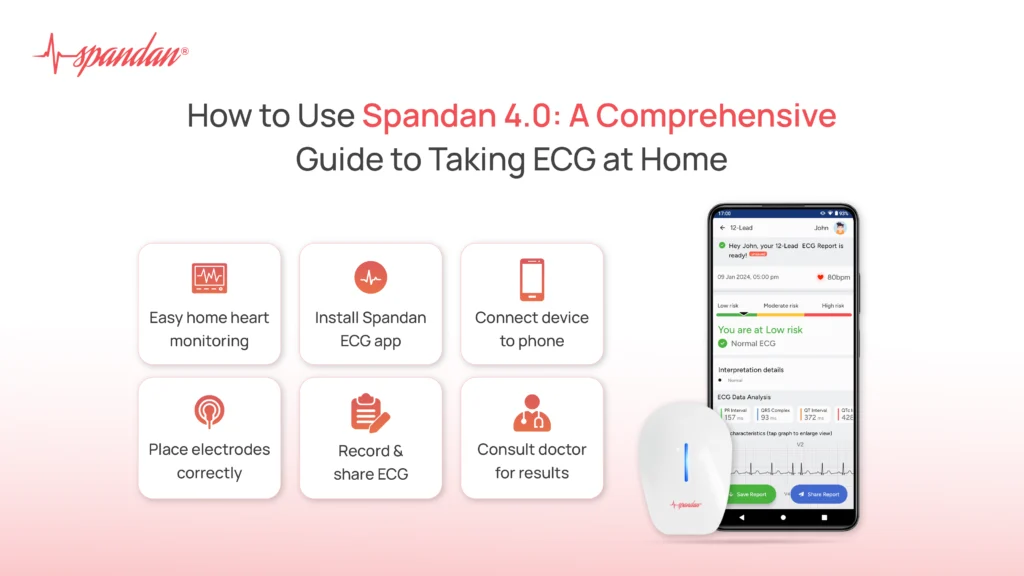 spandan®
How to Use Spandan 4.0: A Comprehensive
Guide to Taking ECG at Home
Easy home heart
monitoring
Install Spandan
ECG app
Connect device
to phone
Place electrodes
correctly
Record &
share ECG
Consult doctor
for results
17:00
93%
12-Lead
John
Hey John, your 12-Lead ECG Report is
ready!
09 Jan 2024, 05:00 pm
80bpm
Low risk Moderate risk High risk
You are at Low risk
Normal ECG
Interpretation details
Normal
ECG Data Analysis
PR Interval QRS Complex QT Interval QTc
157 93 372 428
characteristics (tap graph to enlarge view)
V2
Save Report
Share Report
spandan®